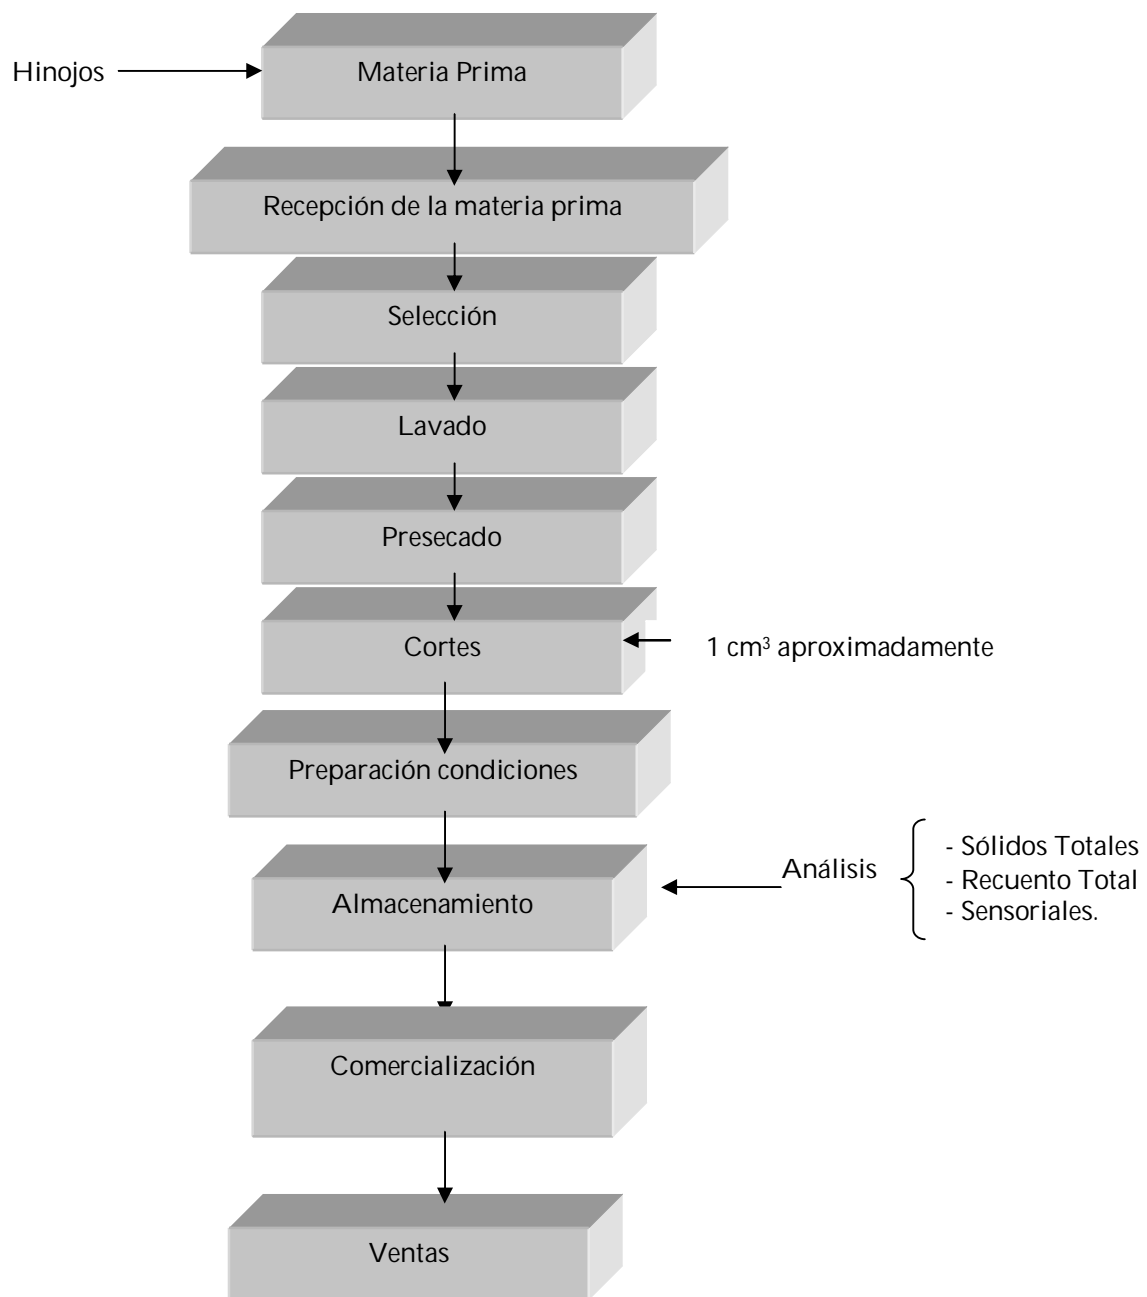 Hinojos
Materia Prima
Recepción de la materia prima
Selección
Lavado
Presecado
Cortes
1 cm³ aproximadamente
Preparación condiciones
Almacenamiento
Análisis
- Sólidos Totales
- Recuento Total
- Sensoriales.
Comercialización
Ventas